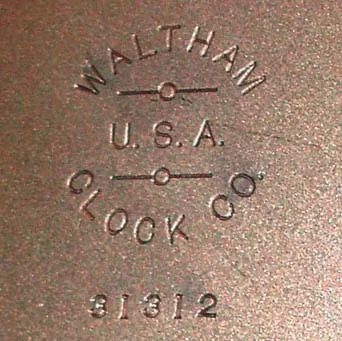 WALTHAM
U. S. A.
CLOCK CO.
31312